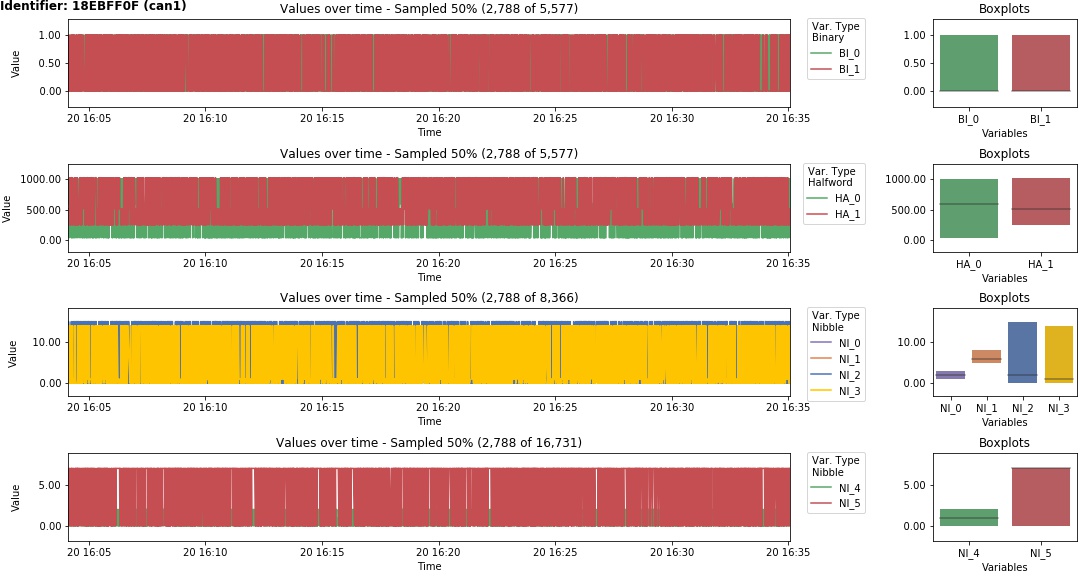 Identifier: 18EBFF0F (can1)
Values over time - Sampled 50% (2,788 of 5,577)
Boxplots
Value
1.00
0.50
0.00
20 16:05 20 16:10 20 16:15 20 16:20 20 16:25 20 16:30 20 16:35
Time
Var. Type
Binary
BI_0
BI_1
1.00
0.50
0.00
BI_0 BI_1
Variables
Values over time - Sampled 50% (2,788 of 5,577)
Boxplots
Value
1000.00
500.00
0.00
20 16:05 20 16:10 20 16:15 20 16:20 20 16:25 20 16:30 20 16:35
Time
Var. Type
Halfword
HA_0
HA_1
1000.00
500.00
0.00
HA_0 HA_1
Variables
Values over time - Sampled 50% (2,788 of 8,366)
Boxplots
Value
10.00
0.00
20 16:05 20 16:10 20 16:15 20 16:20 20 16:25 20 16:30 20 16:35
Time
Var. Type
Nibble
NI_0
NI_1
NI_2
NI_3
10.00
0.00
NI_0 NI_1 NI_2 NI_3
Variables
Values over time - Sampled 50% (2,788 of 16,731)
Boxplots
Value
5.00
0.00
20 16:05 20 16:10 20 16:15 20 16:20 20 16:25 20 16:30 20 16:35
Time
Var. Type
Nibble
NI_4
NI_5
5.00
0.00
NI_4 NI_5
Variables